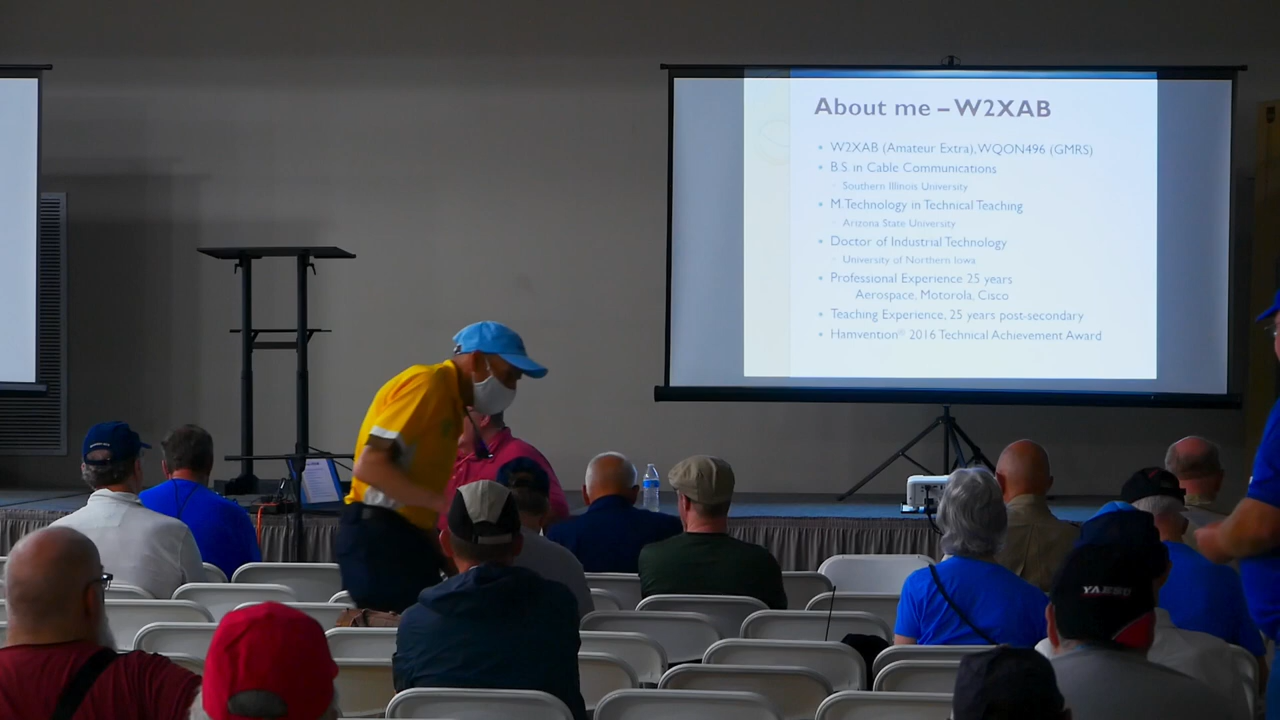 About me – W2XAB
W2XAB (Amateur Extra), WQON496 (GMRS)
B.S. in Cable Communications
Southern Illinois University
M. Technology in Technical Teaching
Arizona State University
Doctor of Industrial Technology
University of Northern Iowa
Professional Experience 25 years
Aerospace, Motorola, Cisco
Teaching Experience, 25 years post-secondary
Hamvention® 2016 Technical Achievement Award
YAESU